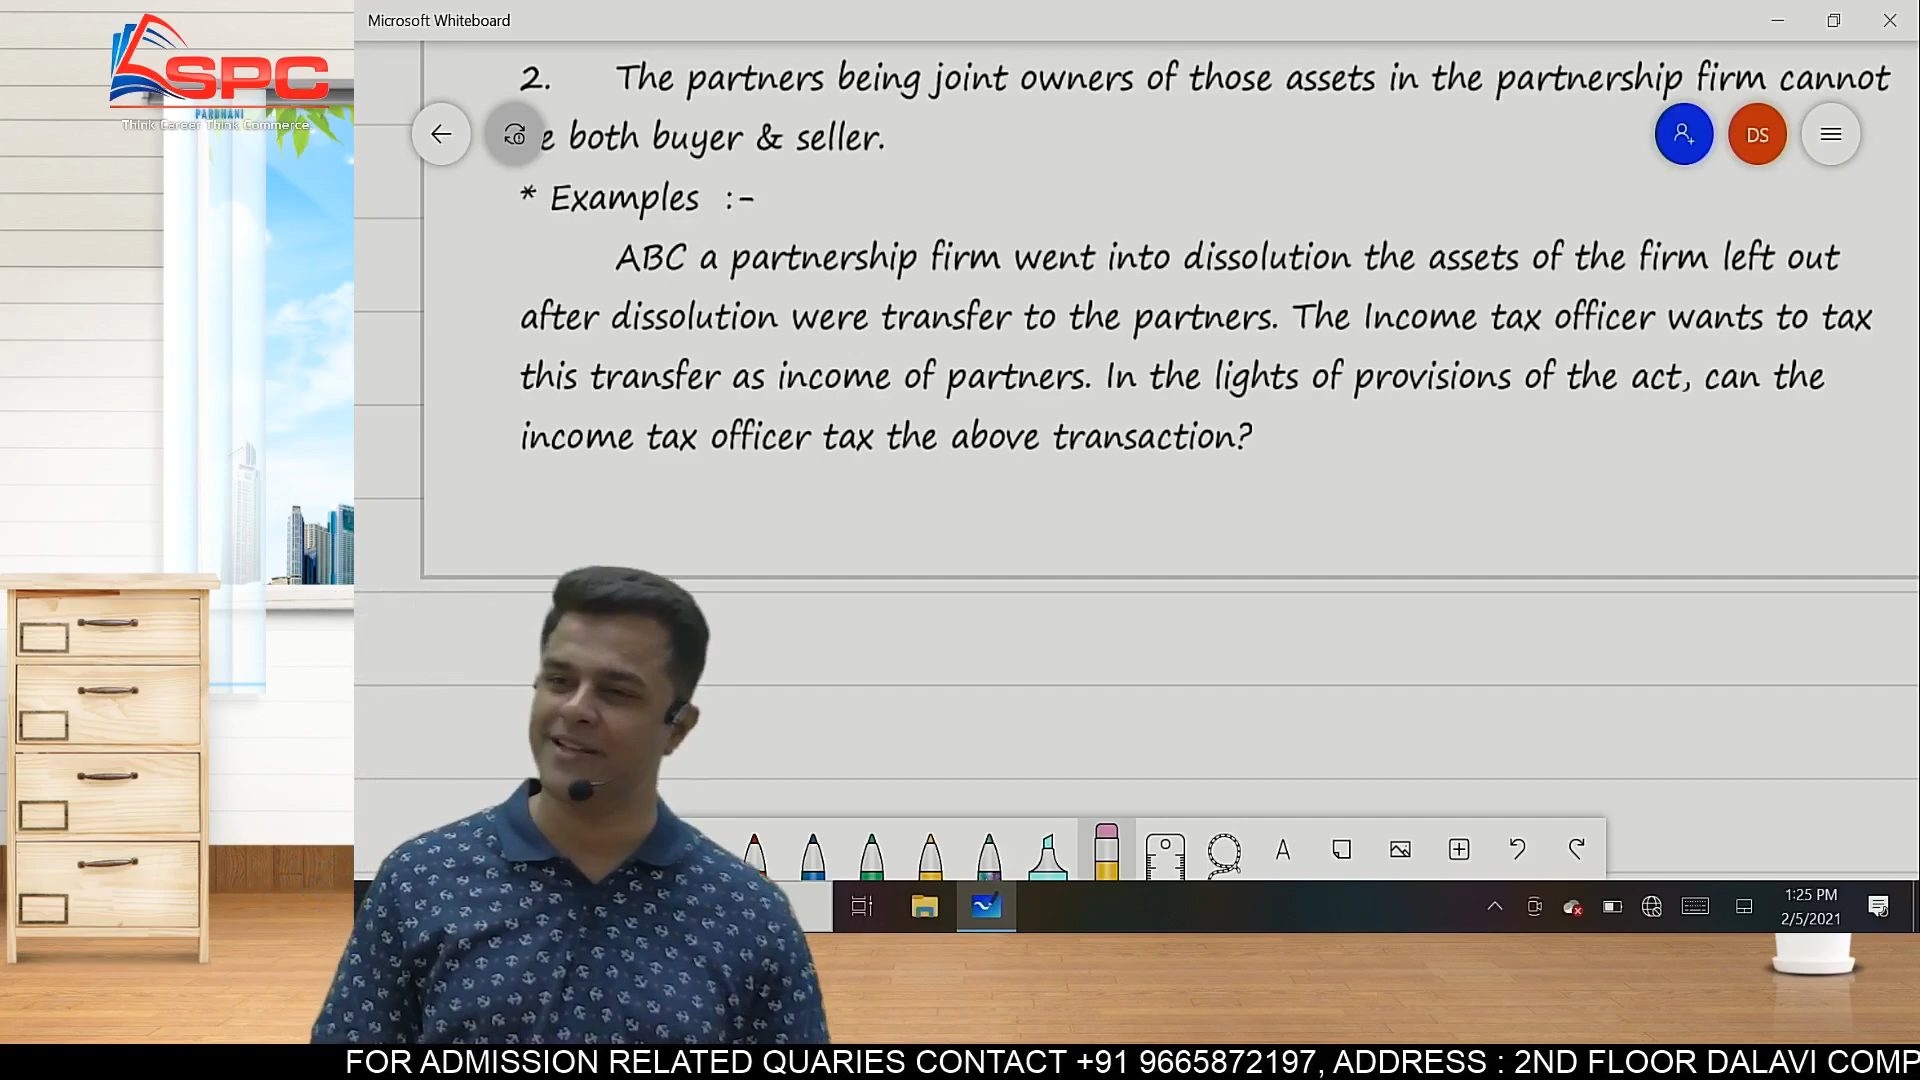 Microsoft Whiteboard
SPC
PARBHANI
Think Career Think Commerce.
2. The partners being joint owners of those assets in the partnership firm cannot
e both buyer & seller.
DS
* Examples :-
ABC a partnership firm went into dissolution the assets of the firm left out
after dissolution were transfer to the partners. The Income tax officer wants to tax
this transfer as income of partners. In the lights of provisions of the act, can the
income tax officer tax the above transaction?
A
1:25 PM
2/5/2021
FOR ADMISSION RELATED QUARIES CONTACT +91 9665872197, ADDRESS : 2ND FLOOR DALAVI COMP